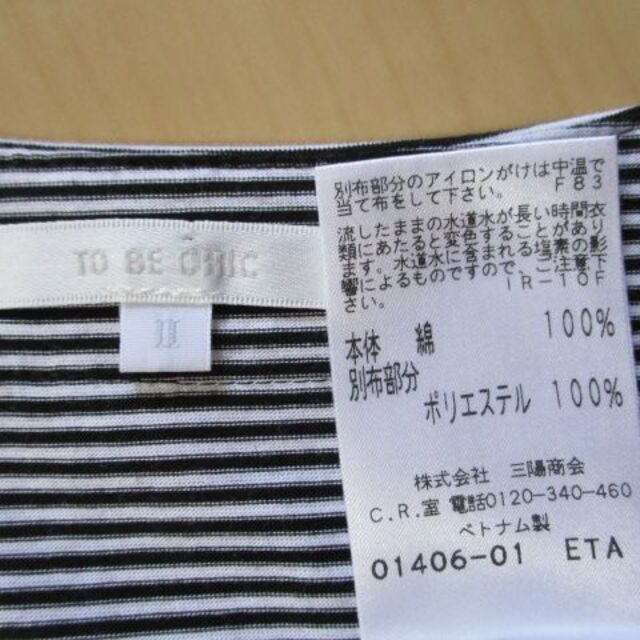 TO BE CHIC
II
別布部分のアイロンがけは中温で
当て布をして下さい。 F83
流したままの水道水が長い時間衣
類にあたると変色することがあり
ます。水道水に含まれる塩素の影
響によるものですので、ご注意下
さい。 IR-10F
本体 綿 100%
別布部分
ポリエステル 100%
株式会社 三陽商会
C.R.室 電話0120-340-460
ベトナム製
01406-01 ETA